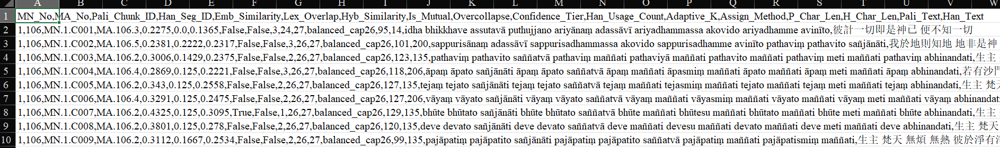 A B C D E F G H I J K L M N O P Q R S T U V W
1 MN_No,MA_No,Pali_Chunk_ID,Han_Seg_ID,Emb_Similarity,Lex_Overlap,Hyb_Similarity,Is_Mutual,Overcollapse,Confidence_Tier,Han_Usage_Count,Adaptive_K,Assign_Method,P_Char_Len,H_Char_Len,Pali_Text,Han_Text
2 1,106,MN.1.C001,MA.106.3,0.2275,0.0,0.1365,False,False,3,24,27,balanced_cap26,95,14,idha bhikkhave assutavā puthujjano ariyānaṃ adassāvī ariyadhammassa akovido ariyadhamme avinīto,彼計一切即是神已 便不知一切
3 1,106,MN.1.C002,MA.106.5,0.2381,0.2222,0.2317,False,False,3,26,27,balanced_cap26,101,200,sappurisānaṃ adassāvī sappurisadhammassa akovido sappurisadhamme avinīto pathaviṃ pathavito sañjānāti,我於地則知地 地非是神
4 1,106,MN.1.C003,MA.106.2,0.3006,0.1429,0.2375,False,False,2,26,27,balanced_cap26,123,135,pathaviṃ pathavito saññatvā pathaviṃ maññati pathaviyā maññati pathavito maññati pathaviṃ meti maññati pathaviṃ abhinandati,生主
5 1,106,MN.1.C004,MA.106.4,0.2869,0.125,0.2221,False,False,3,26,27,balanced_cap26,118,206,āpaṃ āpato sañjānāti āpaṃ āpato saññatvā āpaṃ maññati āpasmiṃ maññati āpato maññati āpaṃ meti maññati āpaṃ abhinandati,若有沙門
6 1,106,MN.1.C005,MA.106.2,0.343,0.125,0.2558,False,False,2,26,27,balanced_cap26,127,135,tejaṃ tejato sañjānāti tejaṃ tejato saññatvā tejaṃ maññati tejasmiṃ maññati tejato maññati tejaṃ meti maññati tejaṃ abhinandati,生主 梵天
7 1,106,MN.1.C006,MA.106.4,0.3291,0.125,0.2475,False,False,2,26,27,balanced_cap26,127,206,vāyaṃ vāyato sañjānāti vāyaṃ vāyato saññatvā vāyaṃ maññati vāyasmiṃ maññati vāyato maññati vāyaṃ meti maññati vāyaṃ abhinandati
8 1,106,MN.1.C007,MA.106.2,0.4325,0.125,0.3095,True,False,1,26,27,balanced_cap26,129,135,bhūte bhūtato sañjānāti bhūte bhūtato saññatvā bhūte maññati bhūtesu maññati bhūtato maññati bhūte meti maññati bhūte abhinandati,生主
9 1,106,MN.1.C008,MA.106.2,0.3801,0.125,0.278,False,False,2,26,27,balanced_cap26,120,135,deve devato sañjānāti deve devato saññatvā deve maññati devesu maññati devato maññati deve meti maññati deve abhinandati,生主 梵天
10 1,106,MN.1.C009,MA.106.2,0.3112,0.1667,0.2534,False,False,2,26,27,balanced_cap26,99,135,pajāpatiṃ pajāpatito sañjānāti pajāpatiṃ pajāpatito saññatvā pajāpatiṃ maññati pajāpatismiṃ maññati,生主 梵天 無煩 無熱 彼於淨有淨